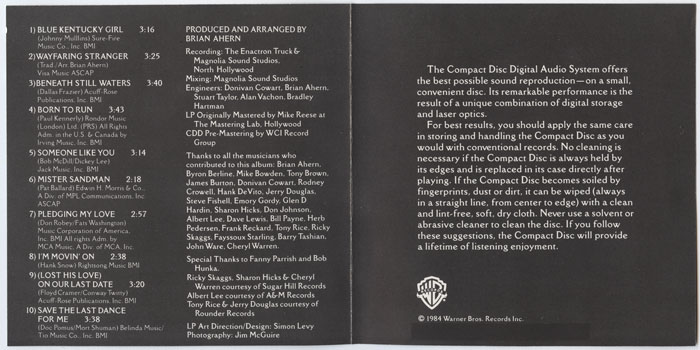 1) BLUE KENTUCKY GIRL 3:16
(Johnny Mulllins) Sure-Fire
Music Co., Inc. BMI
2) WAYFARING STRANGER 3:25
(Trad./Arr. Brian Ahern)
Visa Music ASCAP
3) BENEATH STILL WATERS 3:40
(Dallas Frazier) Acuff-Rose
Publications, Inc. BMI
4) BORN TO RUN 3:43
(Paul Kennerly) Rondor Music
(London) Ltd. (PRS) All Rights
Adm. in the U.S. & Canada by
Irving Music, Inc. BMI
5) SOMEONE LIKE YOU 3:14
(Bob McDill/Dickey Lee)
Jack Music, Inc. BMI
6) MISTER SANDMAN 2:18
(Pat Ballard) Edwin H. Morris & Co.,
A Div. of MPL Communications, Inc.
ASCAP
7) PLEDGING MY LOVE 2:57
(Don Robey/Fats Washington)
Music Corporation of America,
Inc. BMI All rights Adm. by
MCA Music, A Div. of MCA, Inc.
8) I'M MOVIN' ON 2:38
(Hank Snow) Rightsong Music BMI
9) (LOST HIS LOVE)
ON OUR LAST DATE 3:20
(Floyd Cramer/Conway Twitty)
Acuff-Rose Publications, Inc. BMI
10) SAVE THE LAST DANCE
FOR ME 3:38
(Doc Pomus/Mort Shuman) Belinda Music/
Trio Music Co., Inc. BMI
PRODUCED AND ARRANGED BY
BRIAN AHERN
Recording: The Enactron Truck &
Magnolia Sound Studios,
North Hollywood
Mixing: Magnolia Sound Studios
Engineers: Donivan Cowart, Brian Ahern,
Stuart Taylor, Alan Vachon, Bradley
Hartman
LP Originally Mastered by Mike Reese at
The Mastering Lab, Hollywood
CDD Pre-Mastering by WCI Record
Group
Thanks to all the musicians who
contributed to this album: Brian Ahern,
Byron Berline, Mike Bowden, Tony Brown,
James Burton, Donivan Cowart, Rodney
Crowell, Hank DeVito, Jerry Douglas,
Steve Fishell, Emory Gordy, Glen D
Hardin, Sharon Hicks, Don Johnson,
Albert Lee, Dave Lewis, Bill Payne, Herb
Pedersen, Frank Reckard, Tony Rice, Ricky
Skaggs, Fayssoux Starling, Barry Tashian,
John Ware, Cheryl Warren.
Special Thanks to Fanny Parrish and Bob
Hunka.
Ricky Skaggs, Sharon Hicks & Cheryl
Warren courtesy of Sugar Hill Records
Albert Lee courtesy of A&M Records
Tony Rice & Jerry Douglas courtesy of
Rounder Records
LP Art Direction/Design: Simon Levy
Photography: Jim McGuire
The Compact Disc Digital Audio System offers
the best possible sound reproduction—on a small,
convenient disc. Its remarkable performance is the
result of a unique combination of digital storage
and laser optics.
For best results, you should apply the same care
in storing and handling the Compact Disc as you
would with conventional records. No cleaning is
necessary if the Compact Disc is always held by
its edges and is replaced in its case directly after
playing. If the Compact Disc becomes soiled by
fingerprints, dust or dirt, it can be wiped (always
in a straight line, from center to edge) with a clean
and lint-free, soft, dry cloth. Never use a solvent or
abrasive cleaner to clean the disc. If you follow
these suggestions, the Compact Disc will provide
a lifetime of listening enjoyment.
© 1984 Warner Bros. Records Inc.